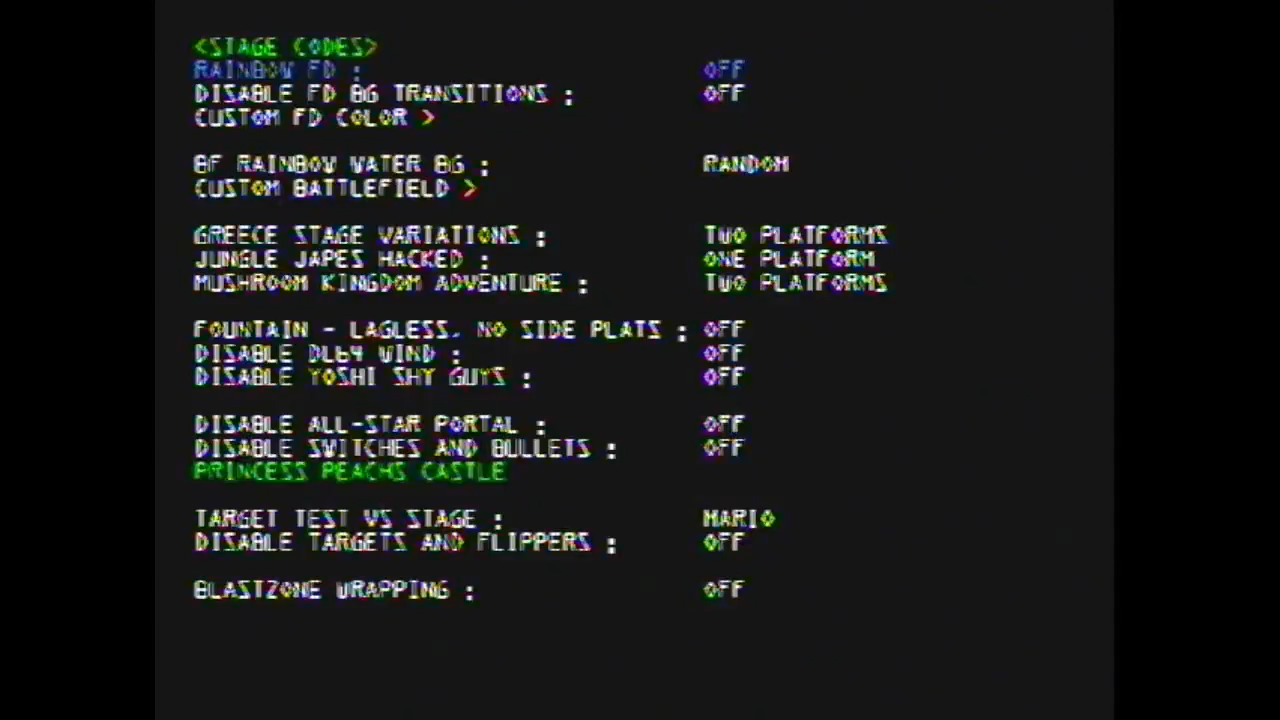 <STAGE CODES>
RAINBOW FD : OFF
DISABLE FD BG TRANSITIONS : OFF
CUSTOM FD COLOR >
BF RAINBOW WATER BG : RANDOM
CUSTOM BATTLEFIELD >
GREECE STAGE VARIATIONS : TWO PLATFORMS
JUNGLE JAPES HACKED : ONE PLATFORM
MUSHROOM KINGDOM ADVENTURE : TWO PLATFORMS
FOUNTAIN - LAGLESS. NO SIDE PLATS : OFF
DISABLE DL64 WIND : OFF
DISABLE YOSHI SHY GUYS : OFF
DISABLE ALL-STAR PORTAL : OFF
DISABLE SWITCHES AND BULLETS : OFF
PRINCESS PEACHS CASTLE
TARGET TEST VS STAGE : MARIO
DISABLE TARGETS AND FLIPPERS : OFF
BLASTZONE WRAPPING : OFF